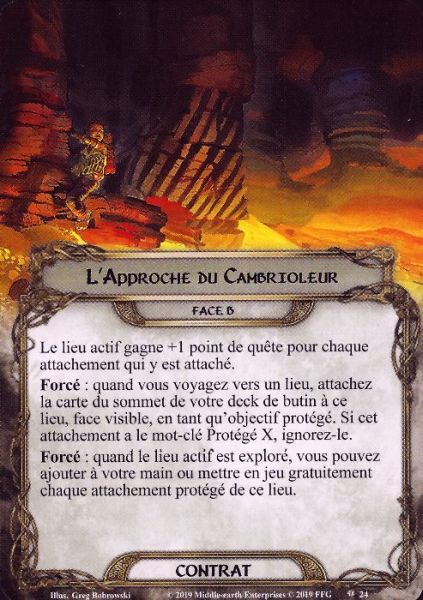 L'Approche du Cambrioleur
FACE B
Le lieu actif gagne +1 point de quête pour chaque
attachement qui y est attaché.
Forcé : quand vous voyagez vers un lieu, attachez
la carte du sommet de votre deck de butin à ce
lieu, face visible, en tant qu'objectif protégé. Si cet
attachement a le mot-clé Protégé X, ignorez-le.
Forcé : quand le lieu actif est exploré, vous pouvez
ajouter à votre main ou mettre en jeu gratuitement
chaque attachement protégé de ce lieu.
CONTRAT
Illus. Greg Bobrowski © 2019 Middle-earth Enterprises © 2019 FFG 24